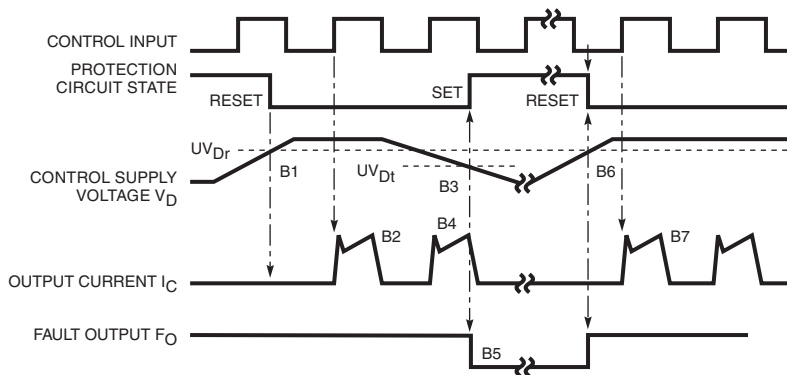 CONTROL INPUT
PROTECTION
CIRCUIT STATE
RESET
SET
RESET
UVDr
B1
UVDt
B3
B6
CONTROL SUPPLY
VOLTAGE VD
B2
B4
B7
OUTPUT CURRENT IC
FAULT OUTPUT FO
B5